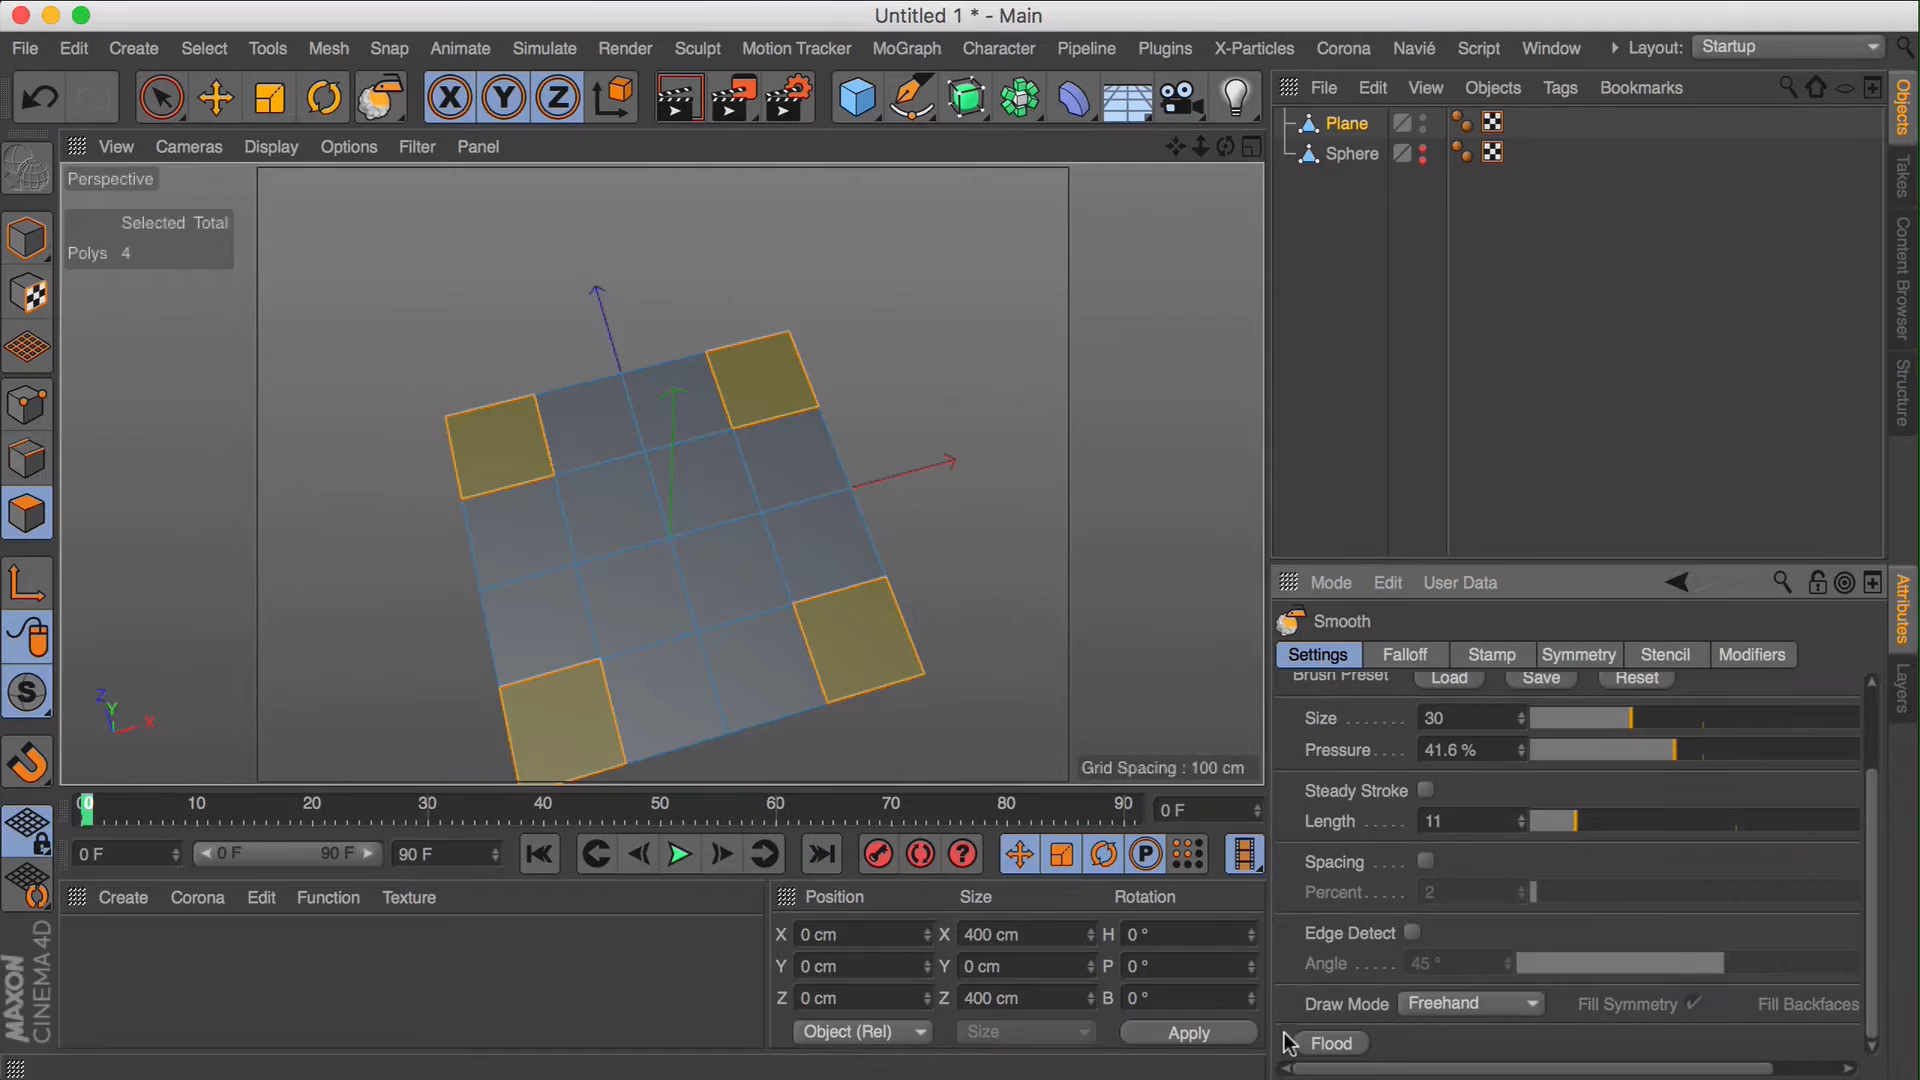 Untitled 1 * - Main
File Edit Create Select Tools Mesh Snap Animate Simulate Render Sculpt Motion Tracker MoGraph Character Pipeline Plugins X-Particles Corona Navié Script Window Layout: Startup
X Y Z
File Edit View Objects Tags Bookmarks
Plane
Sphere
Objects
Takes
Content Browser
Structure
View Cameras Display Options Filter Panel
Perspective
Selected Total
Polys 4
Z
Y
X
Grid Spacing : 100 cm
Mode Edit User Data
Smooth
Settings Falloff Stamp Symmetry Stencil Modifiers
Brush Preset Load Save Reset
Size 30
Pressure 41.6 %
Steady Stroke
Length 11
Spacing
Percent 2
Edge Detect
Angle 45 °
Draw Mode Freehand Fill Symmetry Fill Backfaces
Flood
Attributes
Layers
0 10 20 30 40 50 60 70 80 90 0 F
0 F 0 F 90 F 90 F
Create Corona Edit Function Texture
Position Size Rotation
X 0 cm X 400 cm H 0 °
Y 0 cm Y 0 cm P 0 °
Z 0 cm Z 400 cm B 0 °
Object (Rel) Size Apply
MAXON
CINEMA 4D